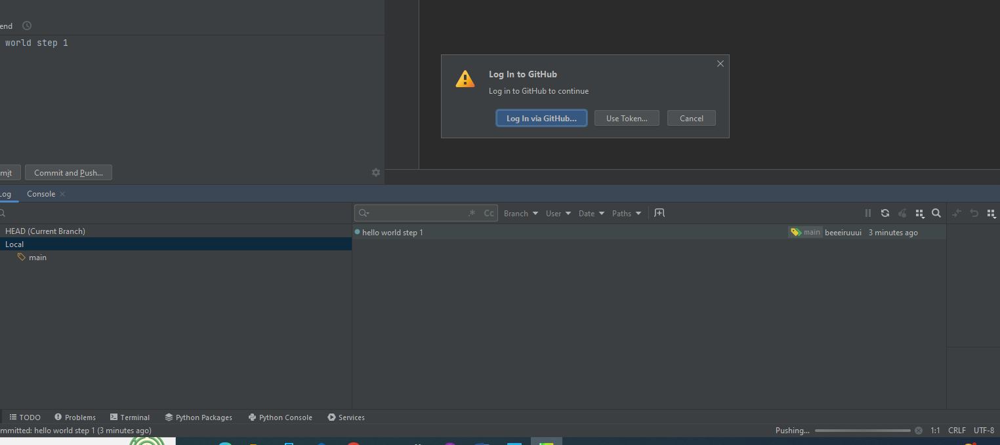 end
world step 1
Log In to GitHub
Log in to GitHub to continue
Log In via GitHub...
Use Token...
Cancel
mit
Commit and Push...
Log
Console
Cc
Branch
User
Date
Paths
HEAD (Current Branch)
Local
main
hello world step 1
main
beeeiruuui
3 minutes ago
TODO
Problems
Terminal
Python Packages
Python Console
Services
mmitted: hello world step 1 (3 minutes ago)
Pushing...
1:1
CRLF
UTF-8